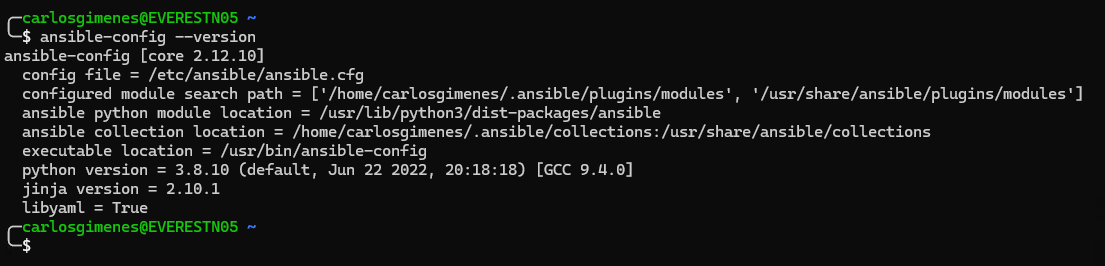 carlosgimenes@EVERESTN05 ~
$ ansible-config --version
ansible-config [core 2.12.10]
  config file = /etc/ansible/ansible.cfg
  configured module search path = ['/home/carlosgimenes/.ansible/plugins/modules', '/usr/share/ansible/plugins/modules']
  ansible python module location = /usr/lib/python3/dist-packages/ansible
  ansible collection location = /home/carlosgimenes/.ansible/collections:/usr/share/ansible/collections
  executable location = /usr/bin/ansible-config
  python version = 3.8.10 (default, Jun 22 2022, 20:18:18) [GCC 9.4.0]
  jinja version = 2.10.1
  libyaml = True
carlosgimenes@EVERESTN05 ~
$